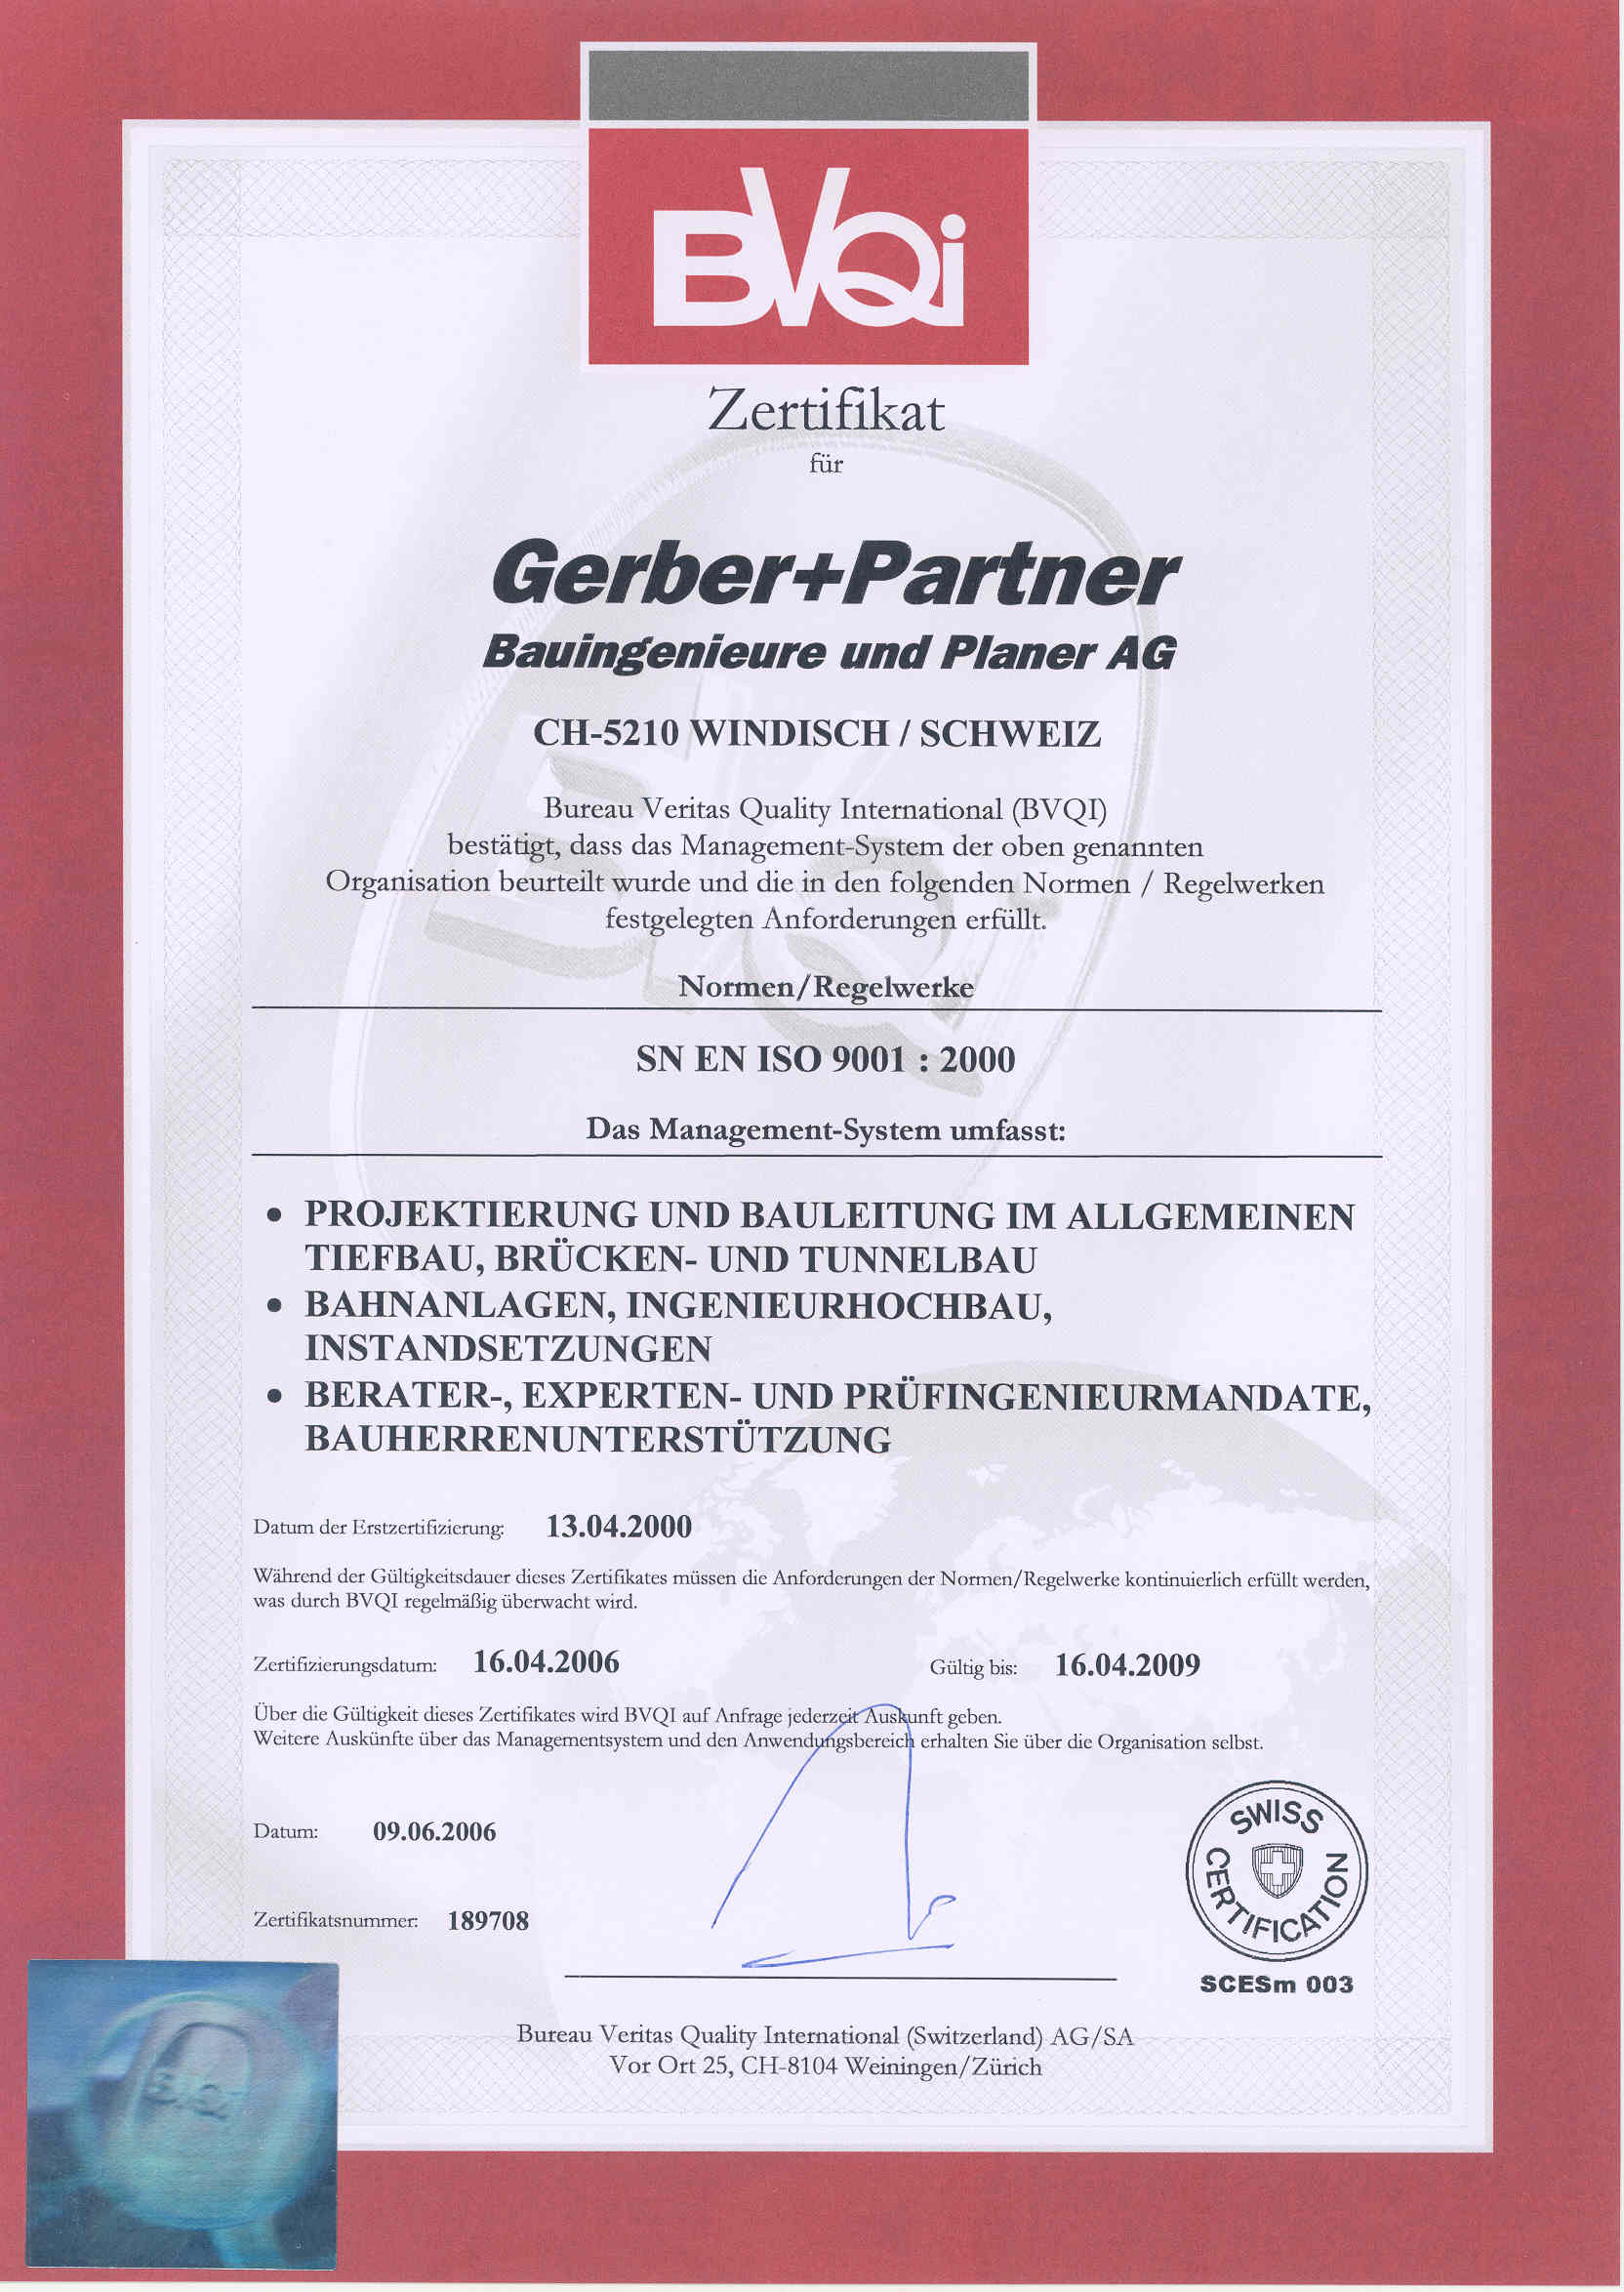 BVQi
Zertifikat
für
Gerber+Partner
Bauingenieure und Planer AG
CH-5210 WINDISCH / SCHWEIZ
Bureau Veritas Quality International (BVQI)
bestätigt, dass das Management-System der oben genannten
Organisation beurteilt wurde und die in den folgenden Normen / Regelwerken
festgelegten Anforderungen erfüllt.
Normen/Regelwerke
SN EN ISO 9001 : 2000
Das Management-System umfasst:
• PROJEKTIERUNG UND BAULEITUNG IM ALLGEMEINEN
TIEFBAU, BRÜCKEN- UND TUNNELBAU
• BAHNANLAGEN, INGENIEURHOCHBAU,
INSTANDSETZUNGEN
• BERATER-, EXPERTEN- UND PRÜFINGENIEURMANDATE,
BAUHERRENUNTERSTÜTZUNG
Datum der Erstzertifizierung: 13.04.2000
Während der Gültigkeitsdauer dieses Zertifikates müssen die Anforderungen der Normen/Regelwerke kontinuierlich erfüllt werden,
was durch BVQI regelmäßig überwacht wird.
Zertifizierungsdatum: 16.04.2006 Gültig bis: 16.04.2009
Über die Gültigkeit dieses Zertifikates wird BVQI auf Anfrage jederzeit Auskunft geben.
Weitere Auskünfte über das Managementsystem und den Anwendungsbereich erhalten Sie über die Organisation selbst.
Datum: 09.06.2006
Zertifikatsnummer: 189708
SWISS
CERTIFICATION
SCESm 003
Bureau Veritas Quality International (Switzerland) AG/SA
Vor Ort 25, CH-8104 Weiningen/Zürich